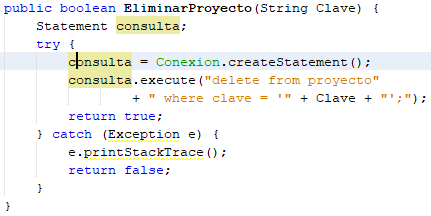 public boolean EliminarProyecto(String Clave) {
    Statement consulta;
    try {
        consulta = Conexion.createStatement();
        consulta.execute("delete from proyecto"
                + " where clave = '" + Clave + "';");
        return true;
    } catch (Exception e) {
        e.printStackTrace();
        return false;
    }
}